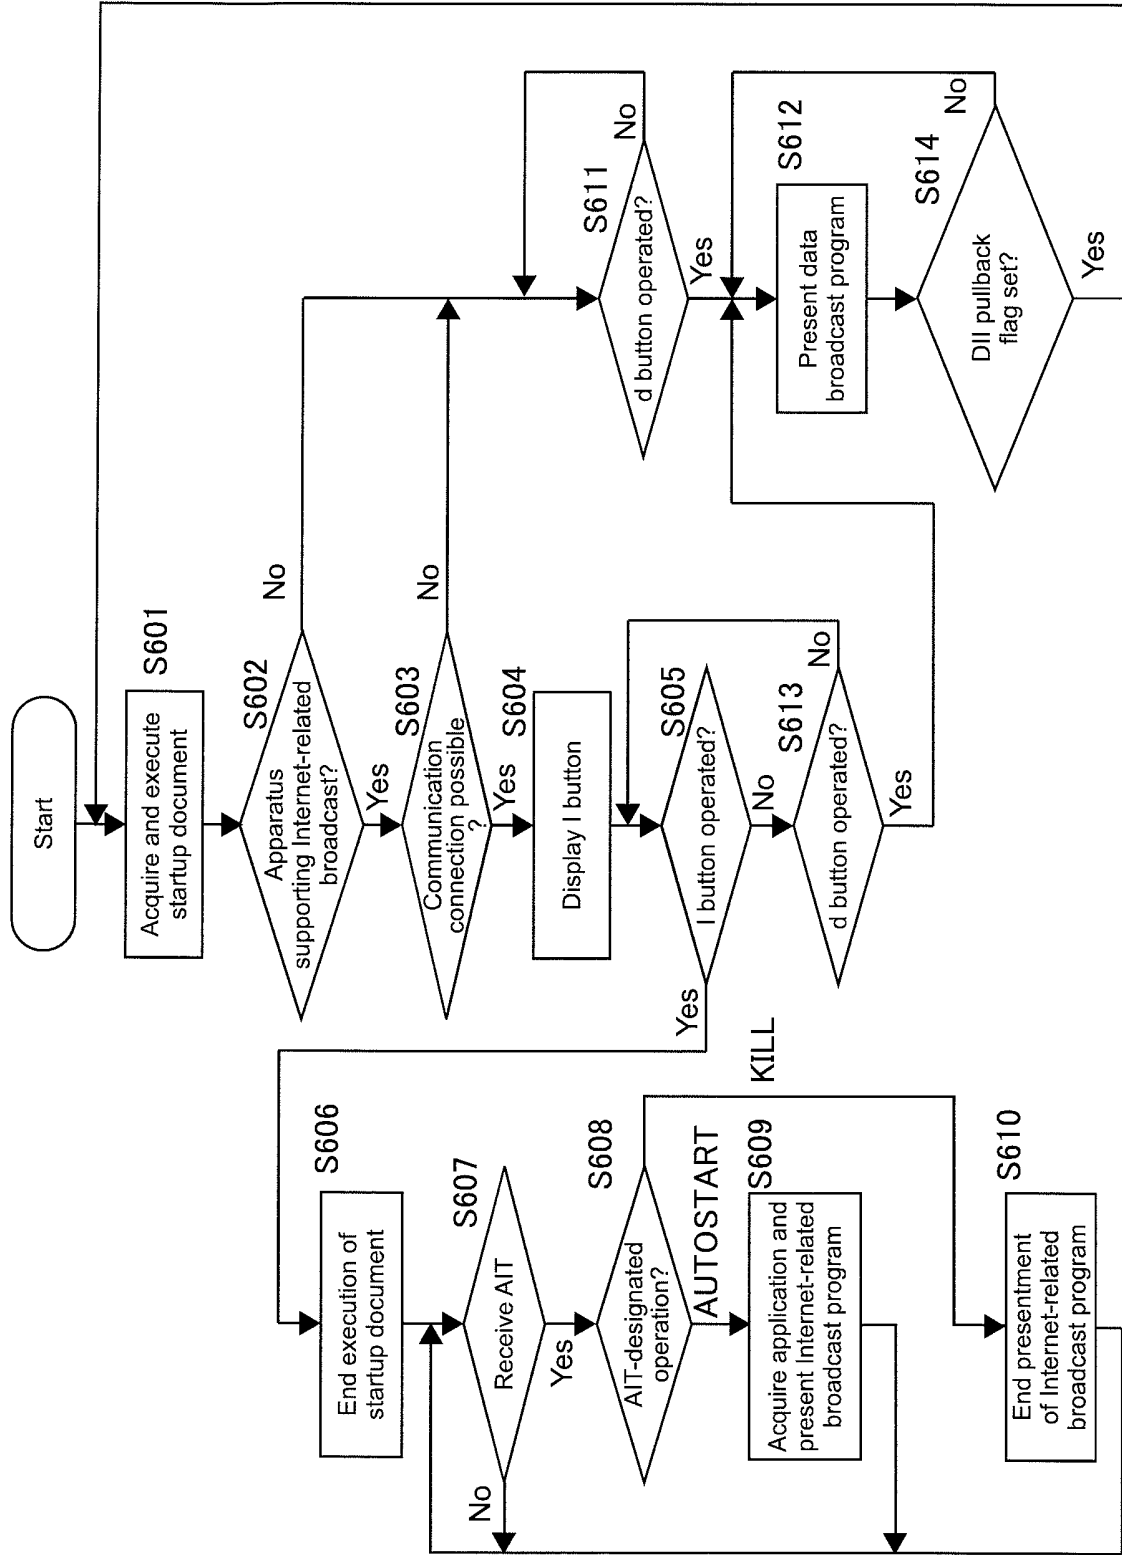 Start
S601
Acquire and execute
startup document
S602
Apparatus
supporting Internet-related
broadcast?
No
Yes
S603
Communication
connection possible
?
No
Yes
S604
Display I button
S605
I button operated?
Yes
No
S613
d button operated?
No
Yes
S606
End execution of
startup document
S607
Receive AIT
No
Yes
S608
AIT-designated
operation?
KILL
AUTOSTART
S609
Acquire application and
present Internet-related
broadcast program
S610
End presentment
of Internet-related
broadcast program
S611
d button operated?
No
Yes
S612
Present data
broadcast program
S614
DII pullback
flag set?
No
Yes